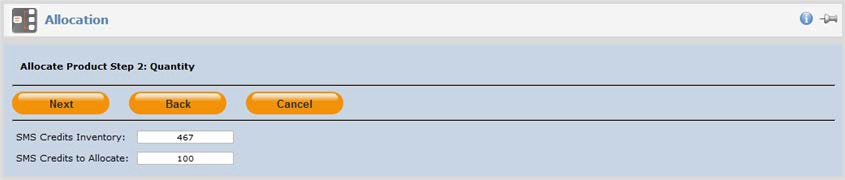 Allocation
Allocate Product Step 2: Quantity
Next Back Cancel
SMS Credits Inventory: 467
SMS Credits to Allocate: 100